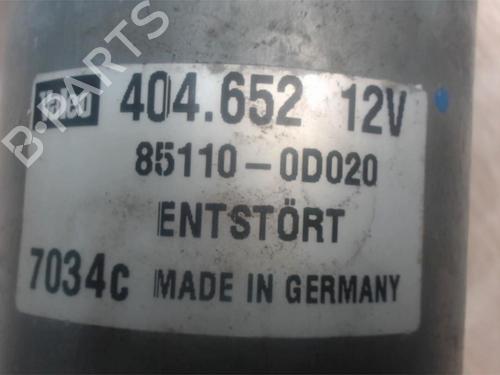 404.652 12V
85110-0D020
ENTSTÖRT
7034C MADE IN GERMANY
B-PARTS